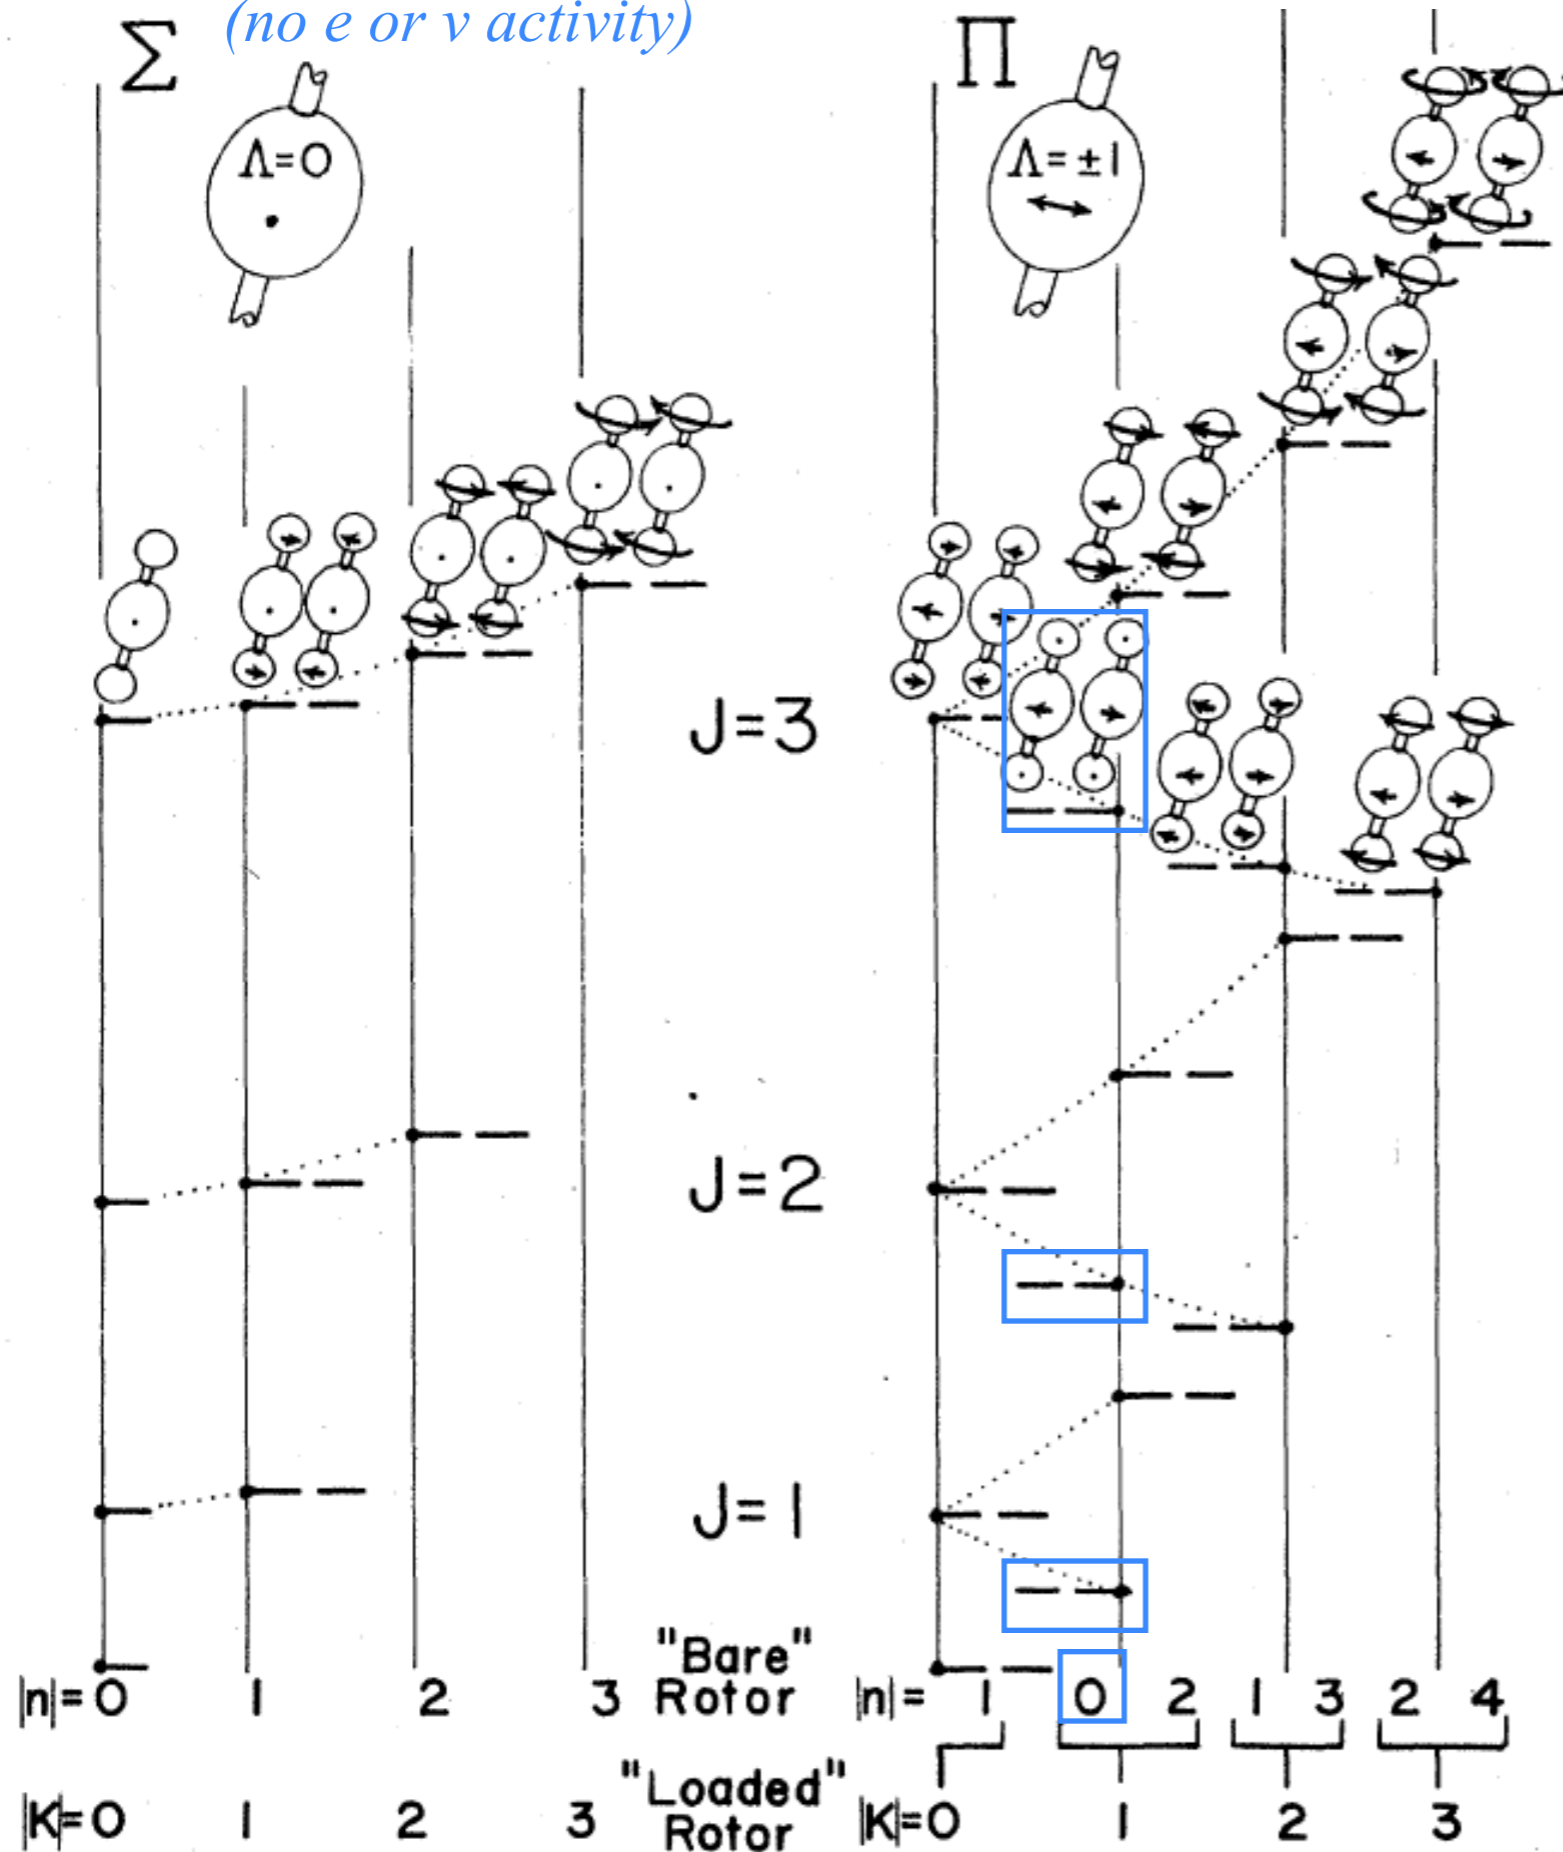 (no e or v activity)
Σ
Π
Λ=0
Λ=±1
J=3
J=2
J=1
"Bare"
Rotor
|n|=0 1 2 3
|n|= 1 0 2 1 3 2 4
"Loaded"
Rotor
|K|=0 1 2 3
|K|=0 1 2 3